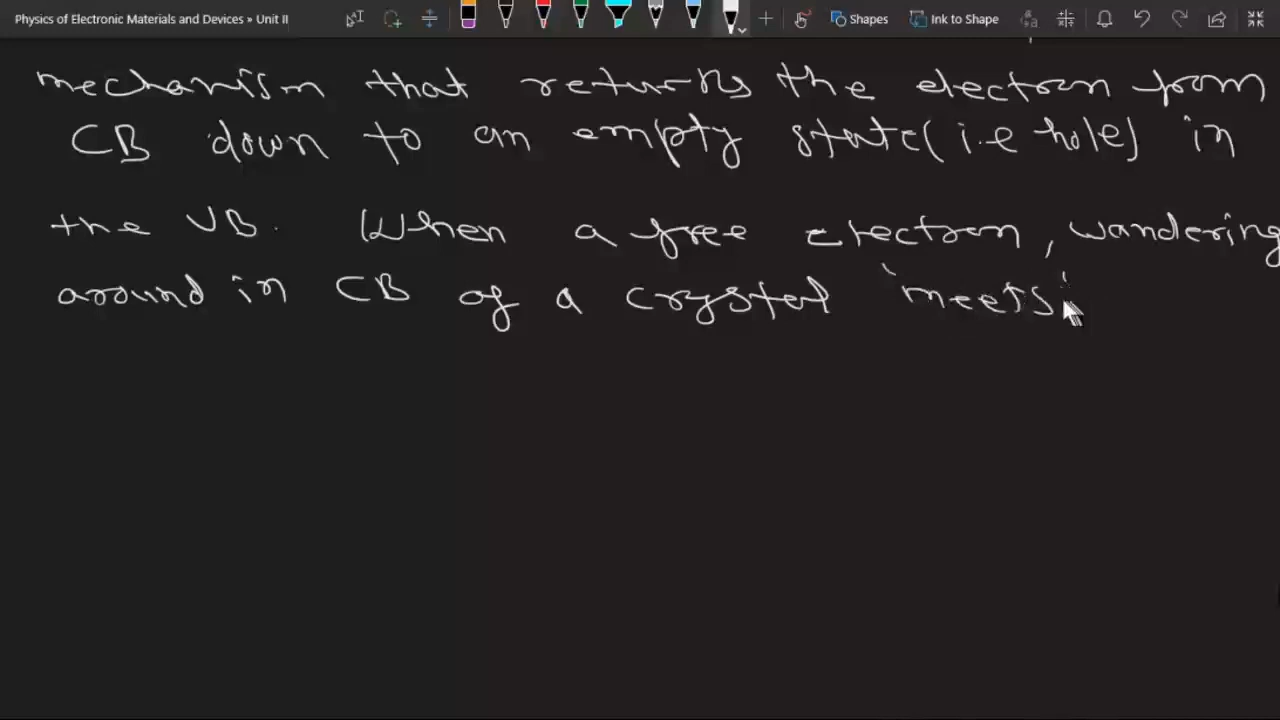 Physics of Electronic Materials and Devices » Unit II
Shapes
Ink to Shape
mechanism that returns the electron from
CB down to an empty state (i.e hole) in
the VB. When a free electron, wandering
around in CB of a crystal 'meets'